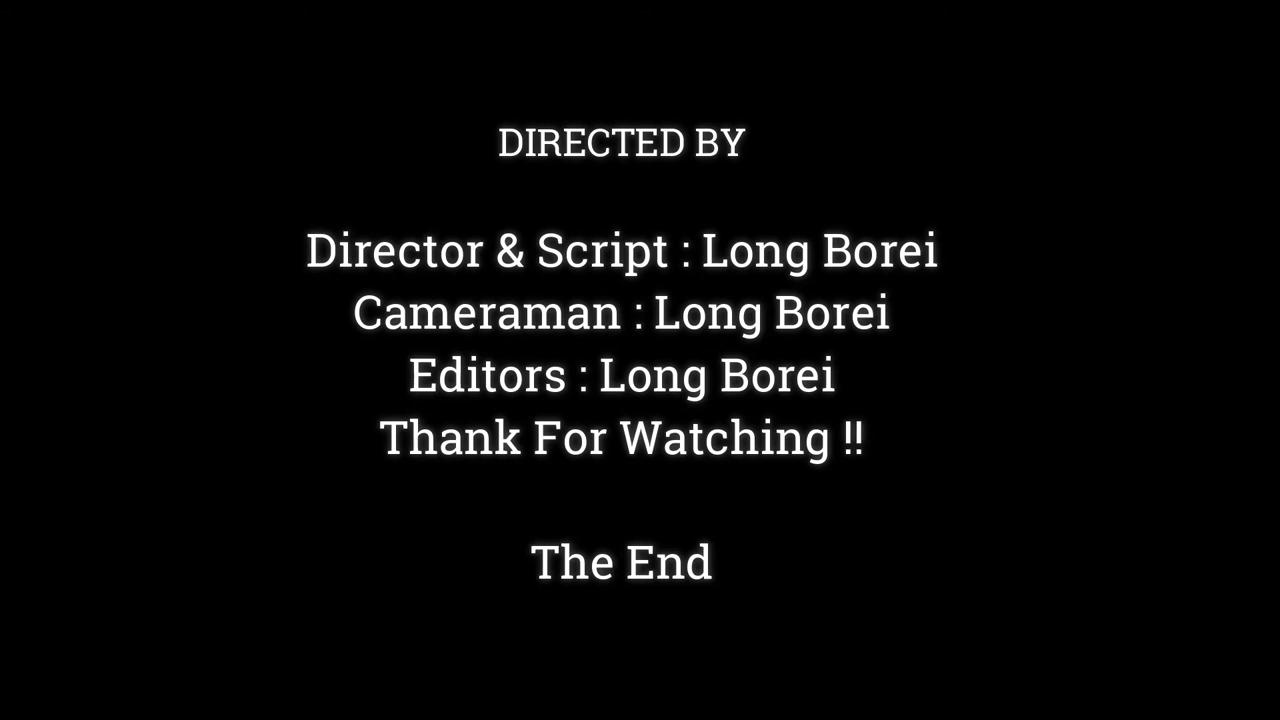 DIRECTED BY
Director & Script : Long Borei
Cameraman : Long Borei
Editors : Long Borei
Thank For Watching !!
The End